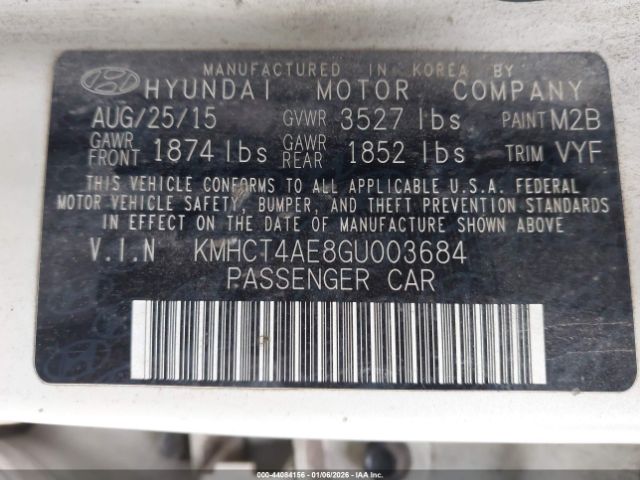 MANUFACTURED IN KOREA BY
HYUNDAI MOTOR COMPANY
AUG/25/15 GVWR 3527 lbs PAINT M2B
GAWR FRONT 1874 lbs GAWR REAR 1852 lbs TRIM VYF
THIS VEHICLE CONFORMS TO ALL APPLICABLE U.S.A. FEDERAL
MOTOR VEHICLE SAFETY, BUMPER, AND THEFT PREVENTION STANDARDS
IN EFFECT ON THE DATE OF MANUFACTURE SHOWN ABOVE
V.I.N KMHCT4AE8GU003684
PASSENGER CAR
000-44084156 - 01/06/2026 - COPART.COM